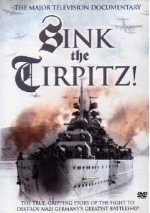 THE MAJOR TELEVISION DOCUMENTARY
SINK
THE
TIRPITZ!
THE TRUE, GRIPPING STORY OF THE FIGHT TO
DESTROY NAZI GERMANY'S GREATEST BATTLESHIP
DVD